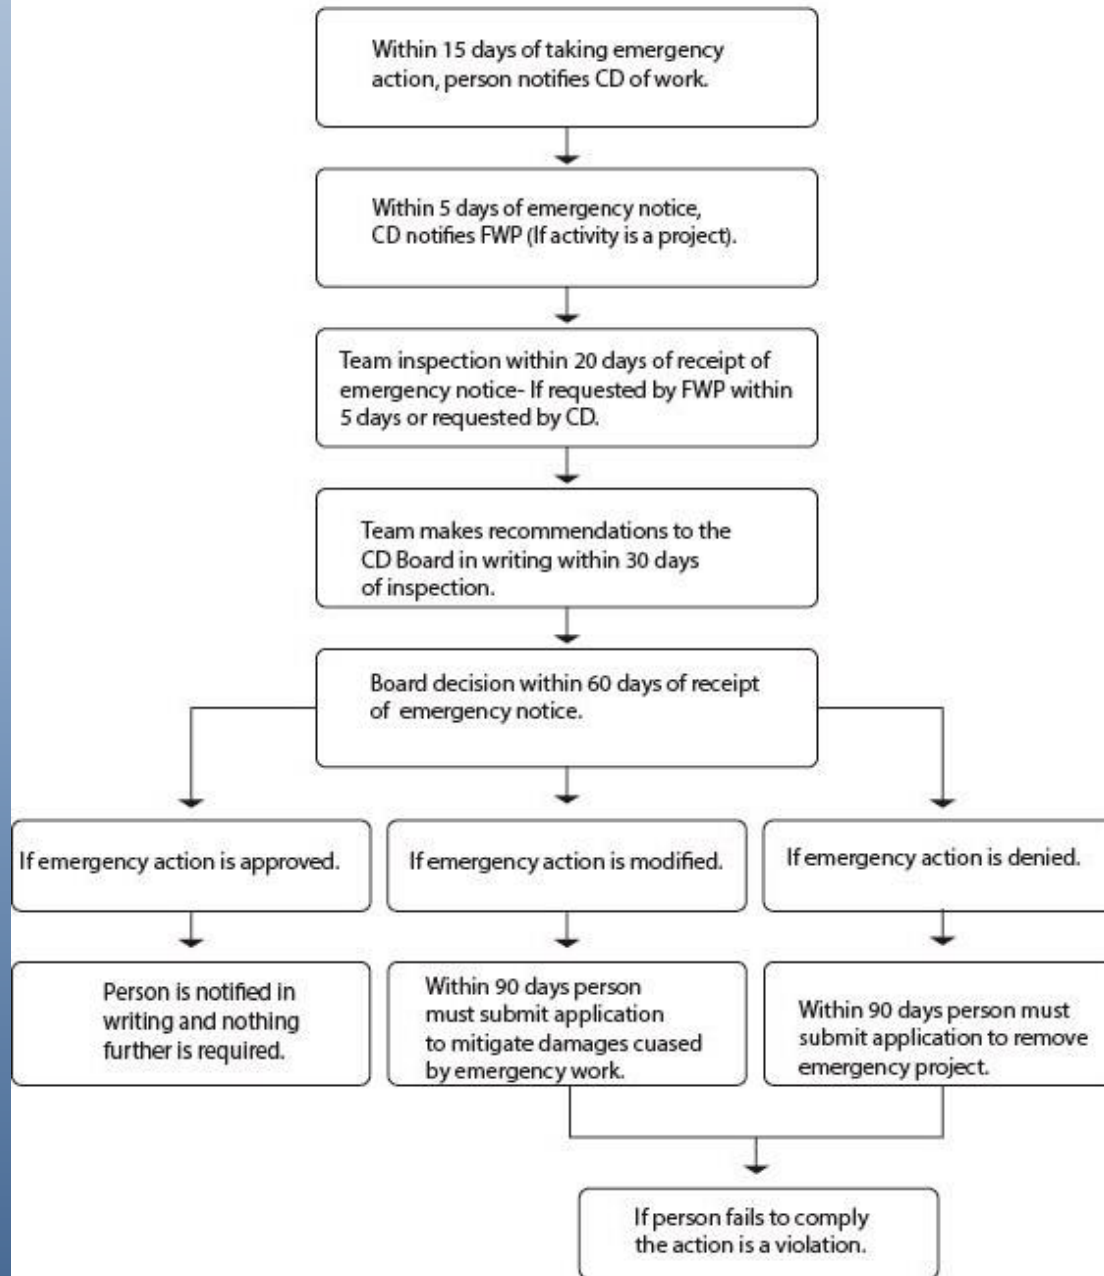 Within 15 days of taking emergency
action, person notifies CD of work.
Within 5 days of emergency notice,
CD notifies FWP (If activity is a project).
Team inspection within 20 days of receipt of
emergency notice- If requested by FWP within
5 days or requested by CD.
Team makes recommendations to the
CD Board in writing within 30 days
of inspection.
Board decision within 60 days of receipt
of emergency notice.
If emergency action is approved.
If emergency action is modified.
If emergency action is denied.
Person is notified in
writing and nothing
further is required.
Within 90 days person
must submit application
to mitigate damages cuased
by emergency work.
Within 90 days person must
submit application to remove
emergency project.
If person fails to comply
the action is a violation.